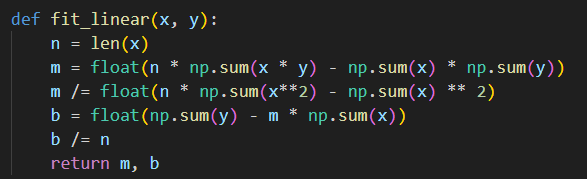 def fit_linear(x, y):
    n = len(x)
    m = float(n * np.sum(x * y) - np.sum(x) * np.sum(y))
    m /= float(n * np.sum(x**2) - np.sum(x) ** 2)
    b = float(np.sum(y) - m * np.sum(x))
    b /= n
    return m, b